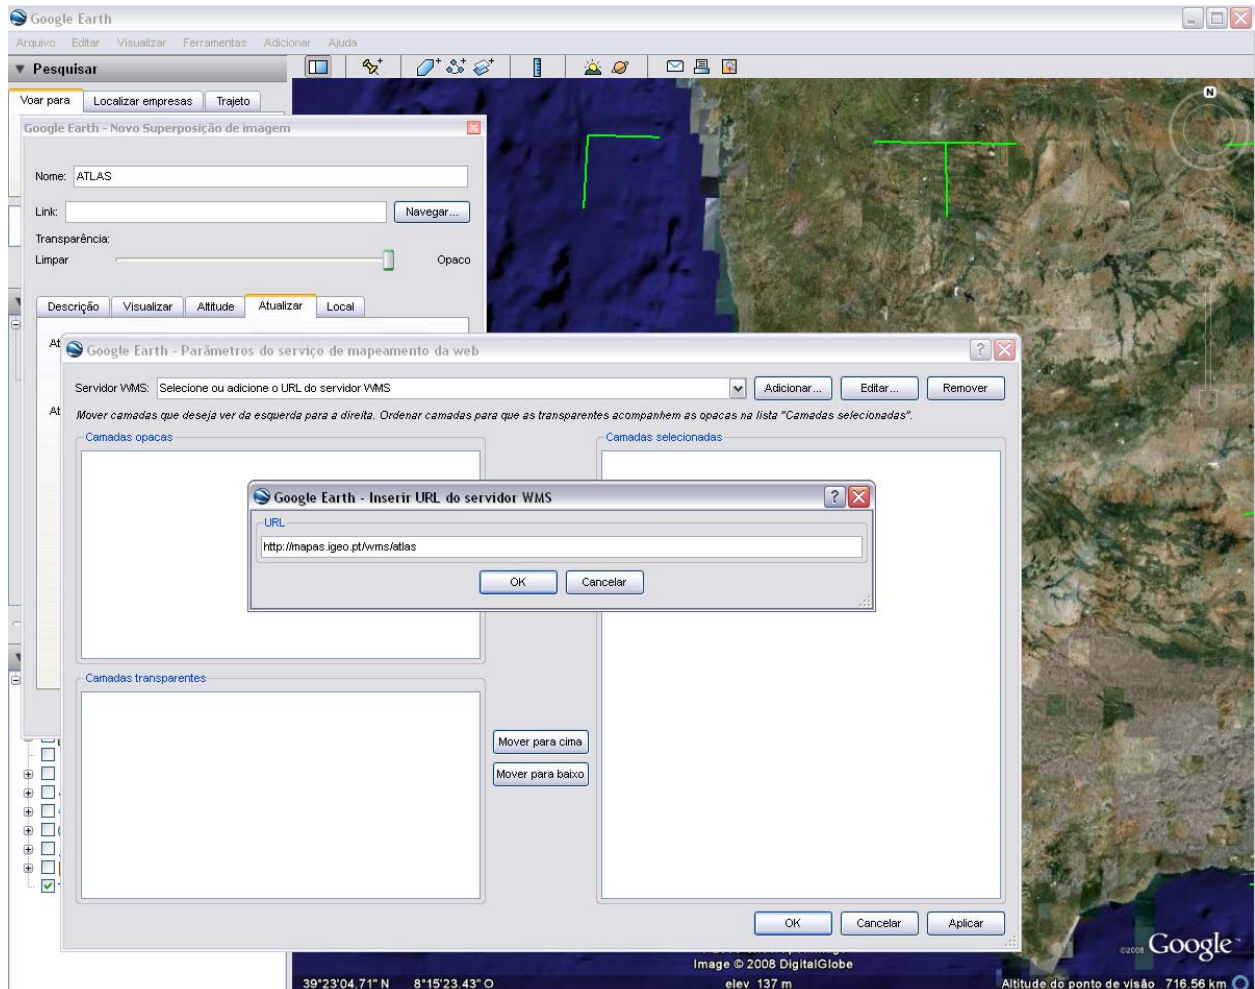 Google Earth
Arquivo Editar Visualizar Ferramentas Adicionar Ajuda
Pesquisar
Voar para Localizar empresas Trajeto
N
Google Earth - Novo Superposição de imagem
Nome: ATLAS
Link: Navegar...
Transparência:
Limpar Opaco
Descrição Visualizar Altitude Atualizar Local
At
Google Earth - Parâmetros do serviço de mapeamento da web
Servidor WMS: Selecione ou adicione o URL do servidor WMS Adicionar... Editar... Remover
At
Mover camadas que deseja ver da esquerda para a direita. Ordenar camadas para que as transparentes acompanhem as opacas na lista "Camadas selecionadas".
Camadas opacas Camadas selecionadas
Google Earth - Inserir URL do servidor WMS
URL
http://mapas.igeo.pt/wms/atlas
OK Cancelar
Camadas transparentes
Mover para cima
Mover para baixo
OK Cancelar Aplicar
©2008 Google
Image © 2008 DigitalGlobe
39°23'04.71" N 8°15'23.43" O elev 137 m Altitude do ponto de visão 716.56 km